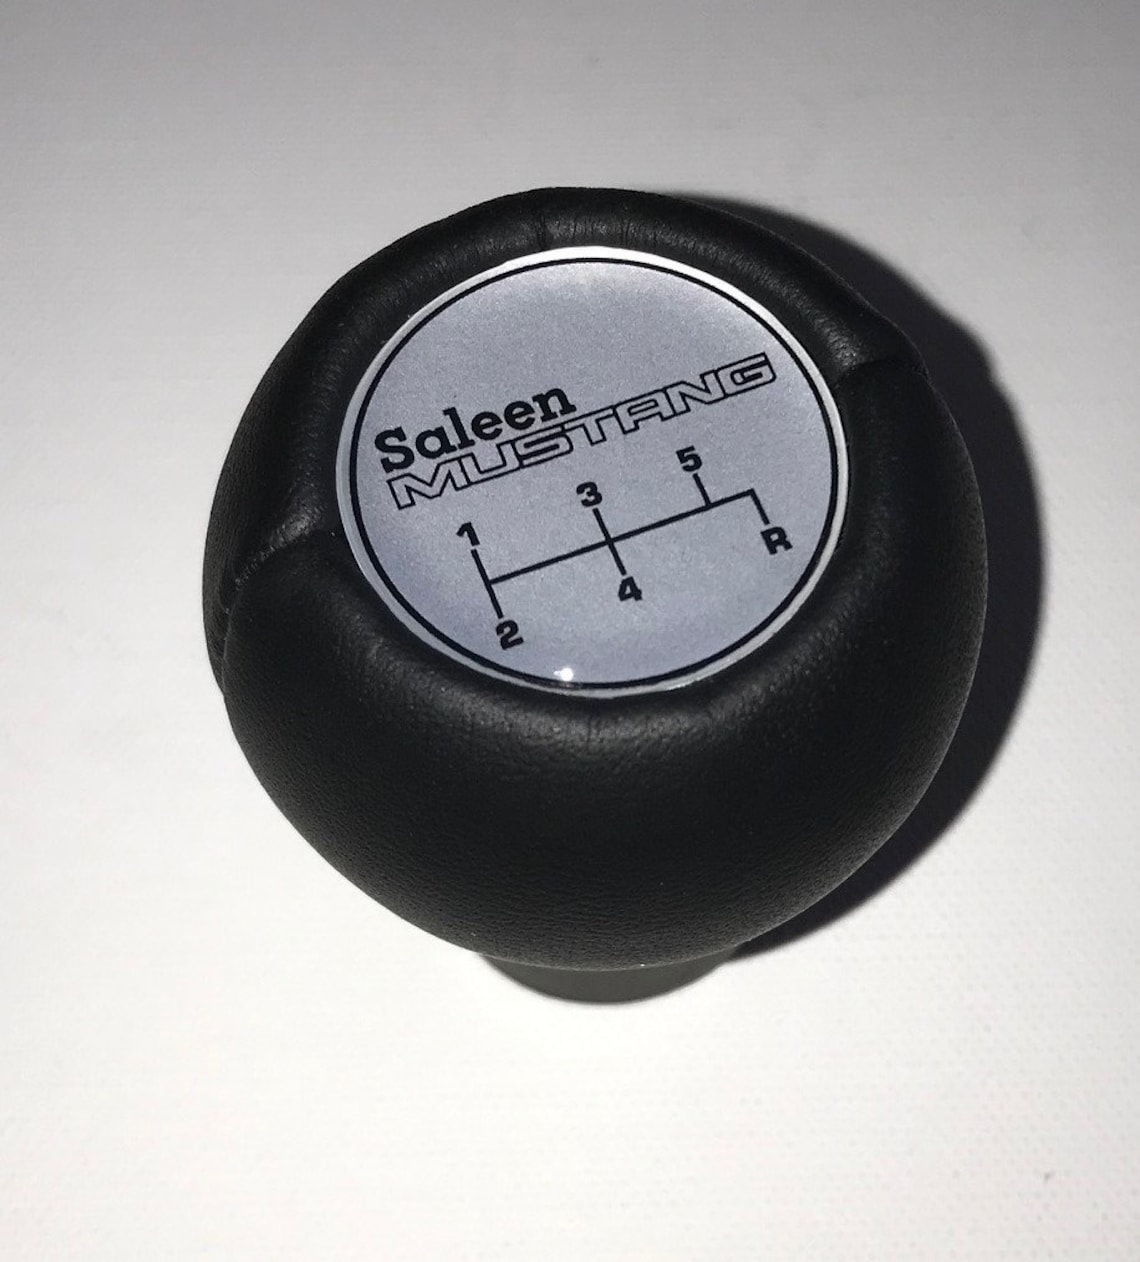 Saleen
MUSTANG
1 3 5
2 4 R